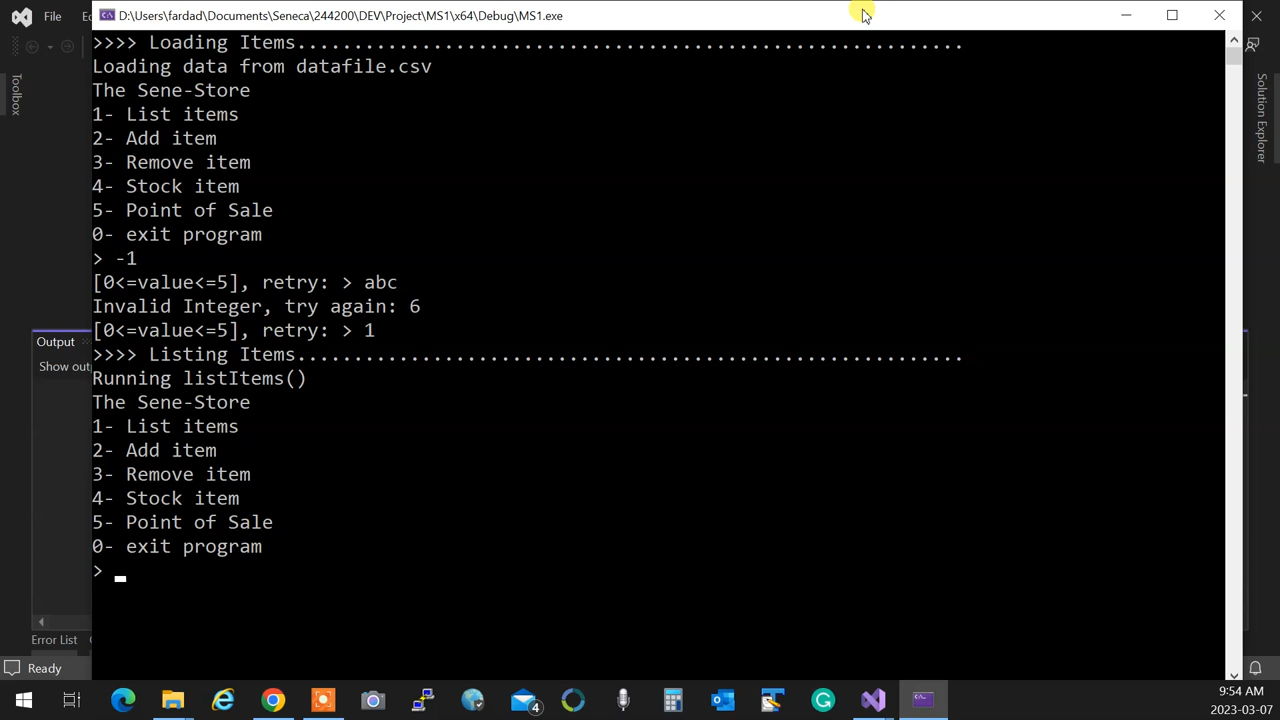 File
D:\Users\fardad\Documents\Seneca\244200\DEV\Project\MS1\x64\Debug\MS1.exe
Toolbox
Solution Explorer
>>>> Loading Items...........................................................
Loading data from datafile.csv
The Sene-Store
1- List items
2- Add item
3- Remove item
4- Stock item
5- Point of Sale
0- exit program
> -1
[0<=value<=5], retry: > abc
Invalid Integer, try again: 6
[0<=value<=5], retry: > 1
>>>> Listing Items...........................................................
Running listItems()
The Sene-Store
1- List items
2- Add item
3- Remove item
4- Stock item
5- Point of Sale
0- exit program
>
Output
Error List
Ready
4
9:54 AM
2023-03-07